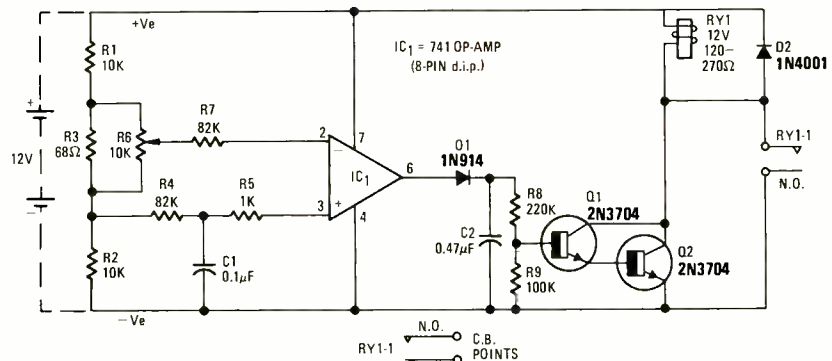 +Ve
IC1 = 741 OP-AMP
(8-PIN d.i.p.)
RY1
12V
120–
270Ω
D2
1N4001
R1
10K
R3
68Ω
R6
10K
R7
82K
2
7
–
IC1
6
3
+
4
D1
1N914
RY1-1
N.O.
12V
+
–
R4
82K
R5
1K
C1
0.1µF
R2
10K
C2
0.47µF
R8
220K
R9
100K
Q1
2N3704
Q2
2N3704
–Ve
N.O.
RY1-1
C.B.
POINTS